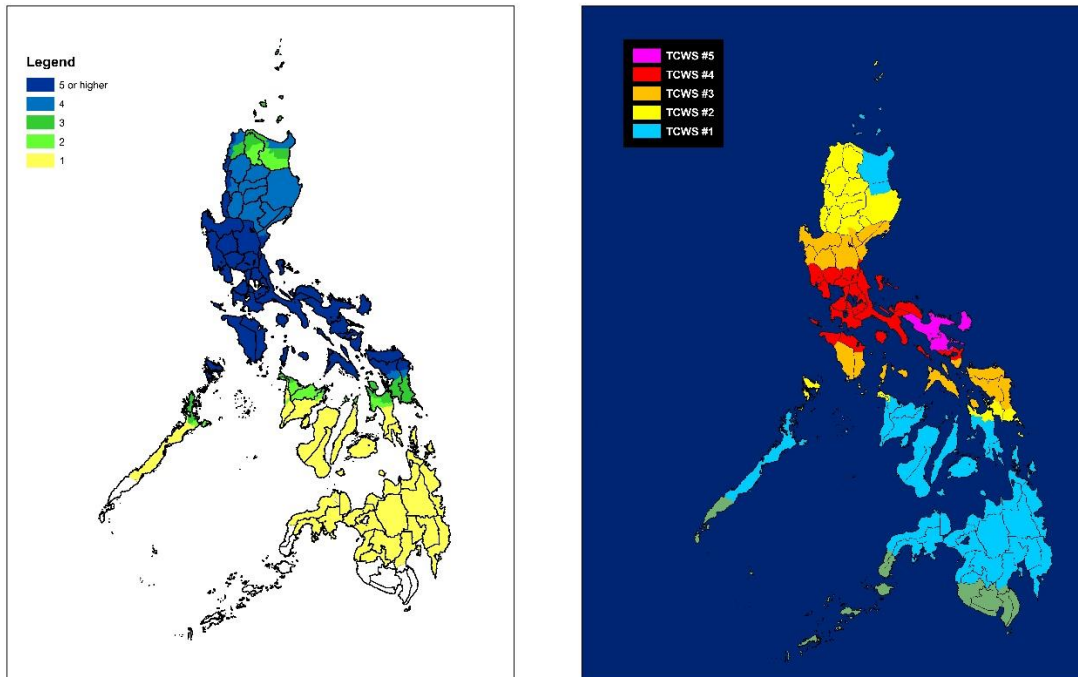 Legend
5 or higher
4
3
2
1
TCWS #5
TCWS #4
TCWS #3
TCWS #2
TCWS #1